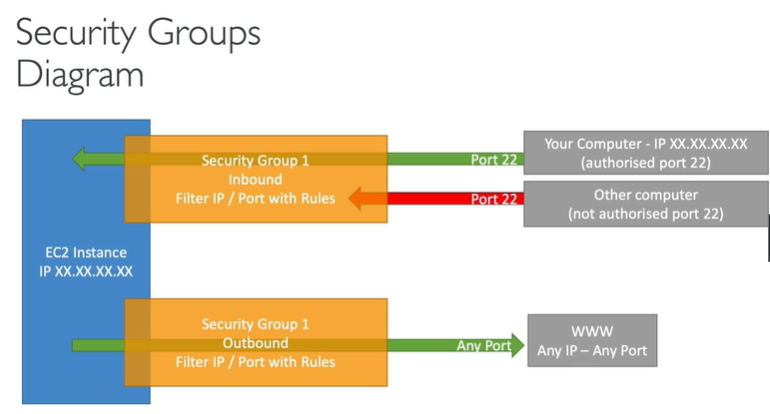 Security Groups
Diagram
EC2 Instance
IP XX.XX.XX.XX
Security Group 1
Inbound
Filter IP / Port with Rules
Port 22
Your Computer - IP XX.XX.XX.XX
(authorised port 22)
Port 22
Other computer
(not authorised port 22)
Security Group 1
Outbound
Filter IP / Port with Rules
Any Port
WWW
Any IP – Any Port